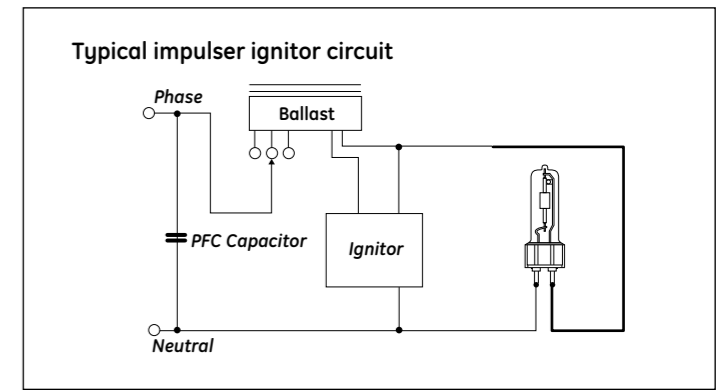 Typical impulser ignitor circuit
Phase
Ballast
PFC Capacitor
Ignitor
Neutral